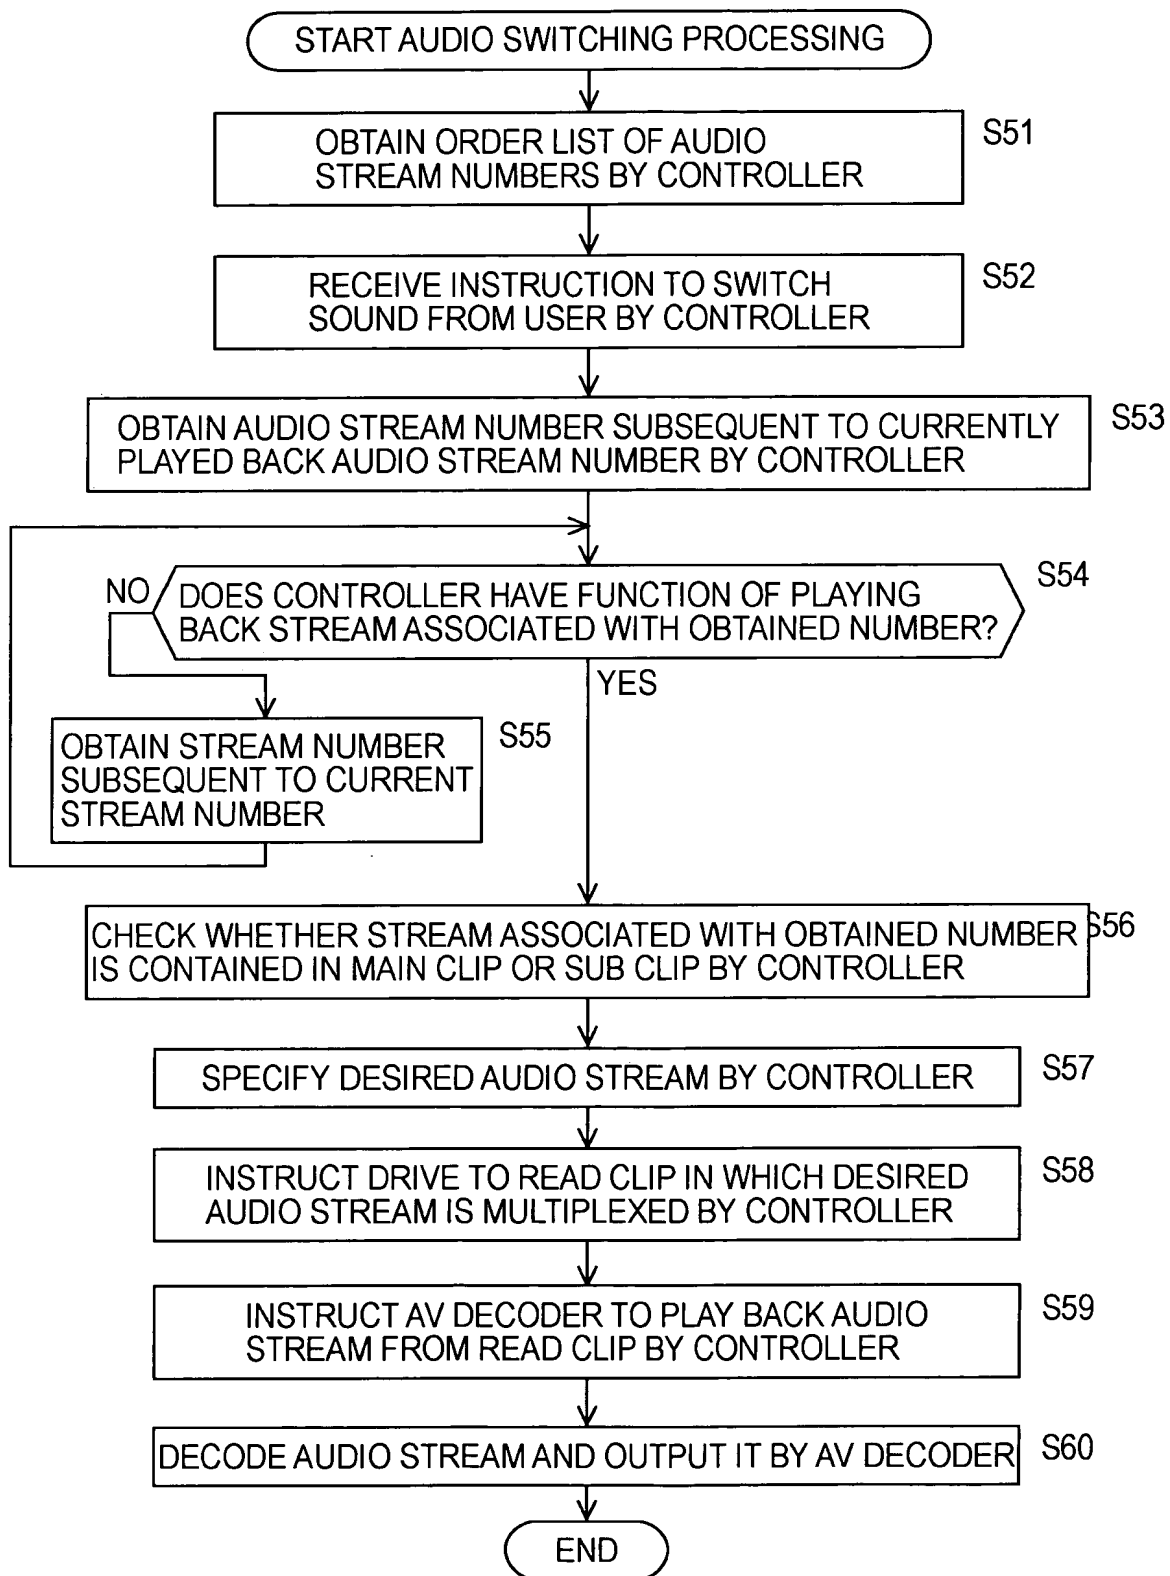 START AUDIO SWITCHING PROCESSING
OBTAIN ORDER LIST OF AUDIO
STREAM NUMBERS BY CONTROLLER
S51
RECEIVE INSTRUCTION TO SWITCH
SOUND FROM USER BY CONTROLLER
S52
OBTAIN AUDIO STREAM NUMBER SUBSEQUENT TO CURRENTLY
PLAYED BACK AUDIO STREAM NUMBER BY CONTROLLER
S53
DOES CONTROLLER HAVE FUNCTION OF PLAYING
BACK STREAM ASSOCIATED WITH OBTAINED NUMBER?
S54
NO
YES
OBTAIN STREAM NUMBER
SUBSEQUENT TO CURRENT
STREAM NUMBER
S55
CHECK WHETHER STREAM ASSOCIATED WITH OBTAINED NUMBER
IS CONTAINED IN MAIN CLIP OR SUB CLIP BY CONTROLLER
S56
SPECIFY DESIRED AUDIO STREAM BY CONTROLLER
S57
INSTRUCT DRIVE TO READ CLIP IN WHICH DESIRED
AUDIO STREAM IS MULTIPLEXED BY CONTROLLER
S58
INSTRUCT AV DECODER TO PLAY BACK AUDIO
STREAM FROM READ CLIP BY CONTROLLER
S59
DECODE AUDIO STREAM AND OUTPUT IT BY AV DECODER
S60
END